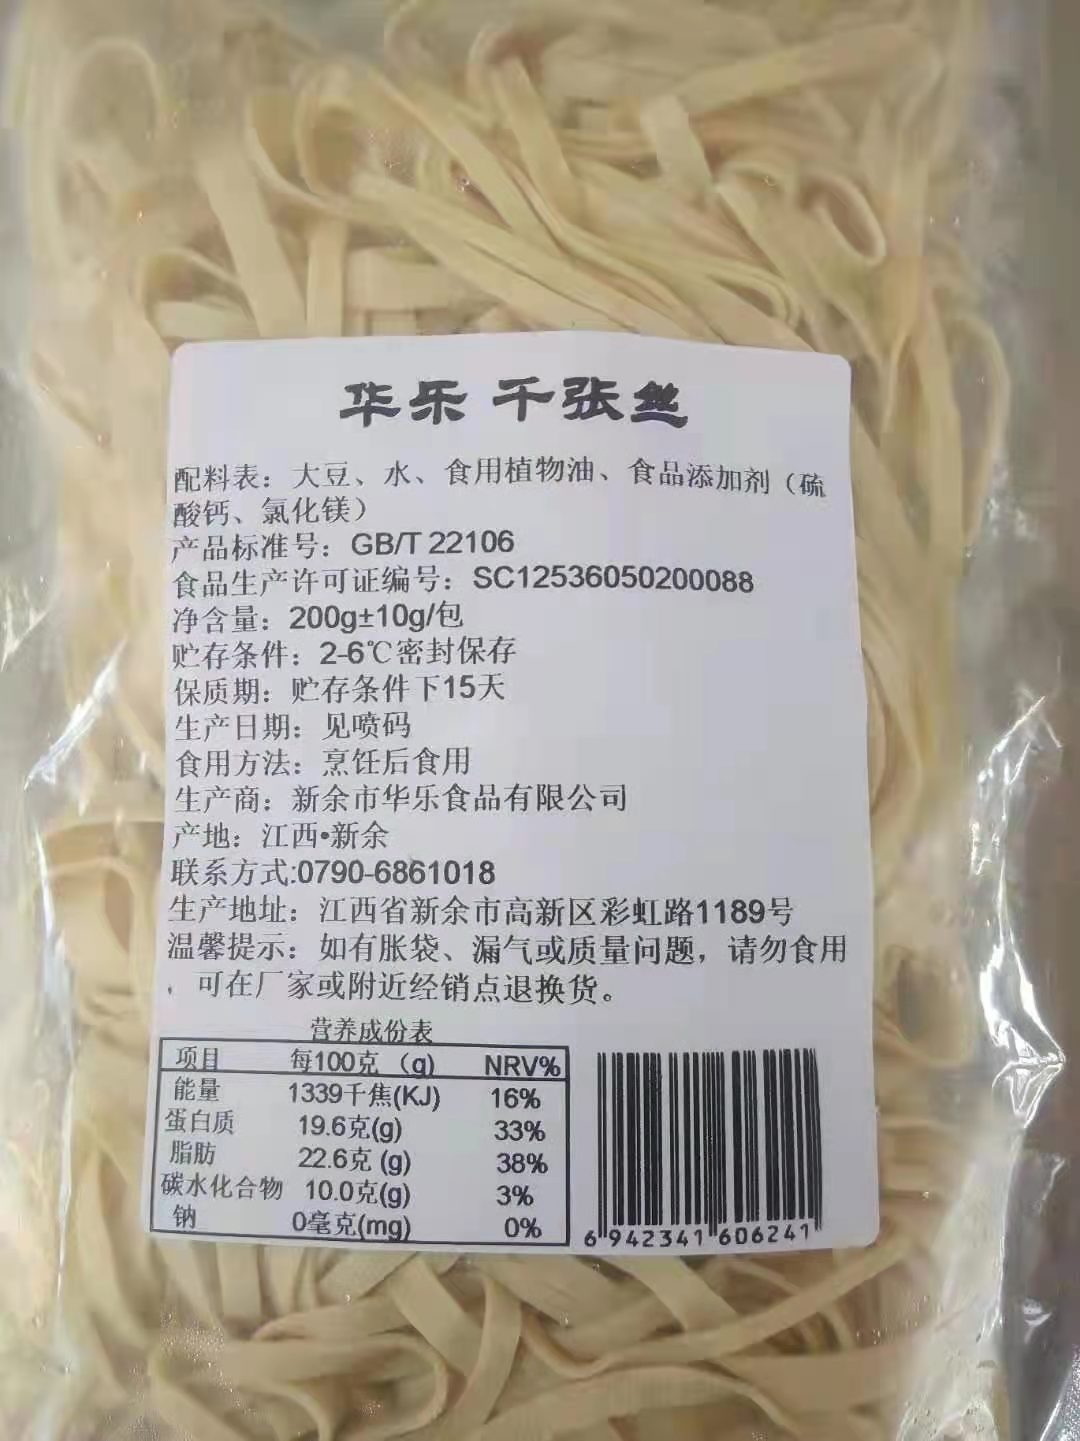 华乐 千张丝
配料表：大豆、水、食用植物油、食品添加剂（硫
酸钙、氯化镁）
产品标准号：GB/T 22106
食品生产许可证编号：SC12536050200088
净含量：200g±10g/包
贮存条件：2-6℃密封保存
保质期：贮存条件下15天
生产日期：见喷码
食用方法：烹饪后食用
生产商：新余市华乐食品有限公司
产地：江西•新余
联系方式:0790-6861018
生产地址：江西省新余市高新区彩虹路1189号
温馨提示：如有胀袋、漏气或质量问题，请勿食用
，可在厂家或附近经销点退换货。
营养成份表
项目 每100克（g） NRV%
能量 1339千焦(KJ) 16%
蛋白质 19.6克(g) 33%
脂肪 22.6克 (g) 38%
碳水化合物 10.0克(g) 3%
钠 0毫克(mg) 0%
6 942341 606241